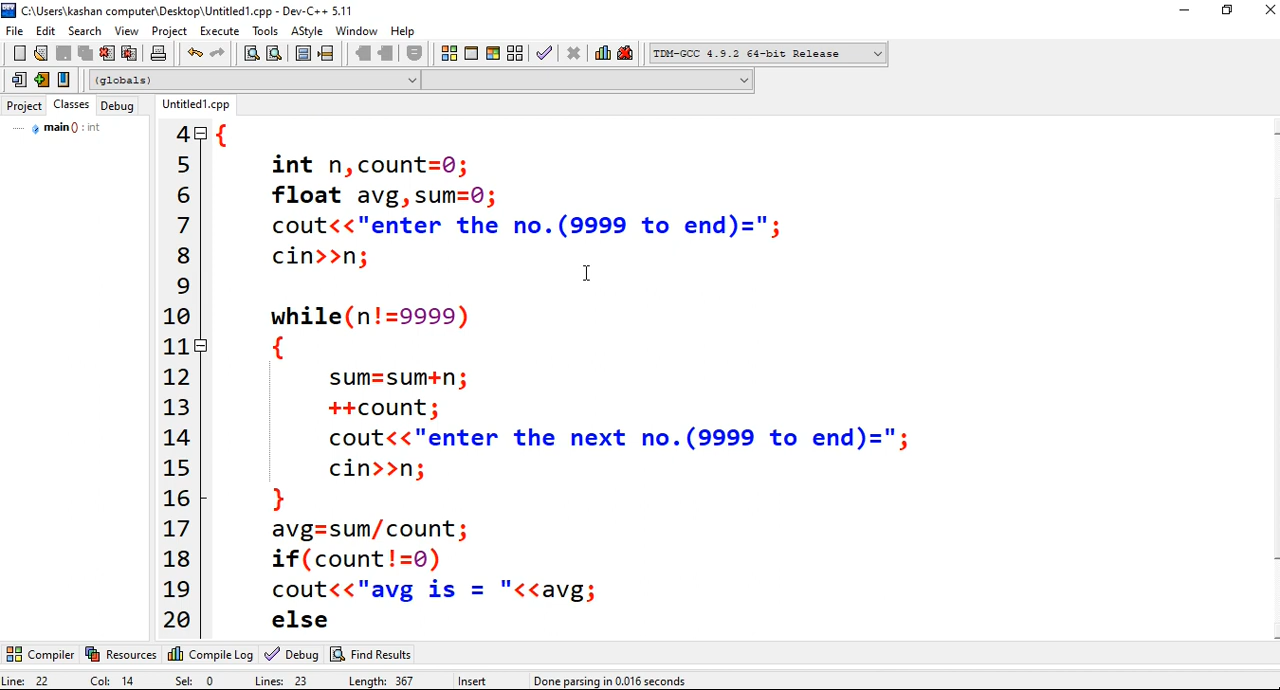 C:\Users\kashan computer\Desktop\Untitled1.cpp - Dev-C++ 5.11
File Edit Search View Project Execute Tools AStyle Window Help
TDM-GCC 4.9.2 64-bit Release
(globals)
Project Classes Debug Untitled1.cpp
main () : int
4 {
5 int n,count=0;
6 float avg,sum=0;
7 cout<<"enter the no.(9999 to end)=";
8 cin>>n;
9
10 while(n!=9999)
11 {
12 sum=sum+n;
13 ++count;
14 cout<<"enter the next no.(9999 to end)=";
15 cin>>n;
16 }
17 avg=sum/count;
18 if(count!=0)
19 cout<<"avg is = "<<avg;
20 else
Compiler Resources Compile Log Debug Find Results
Line: 22 Col: 14 Sel: 0 Lines: 23 Length: 367 Insert Done parsing in 0.016 seconds